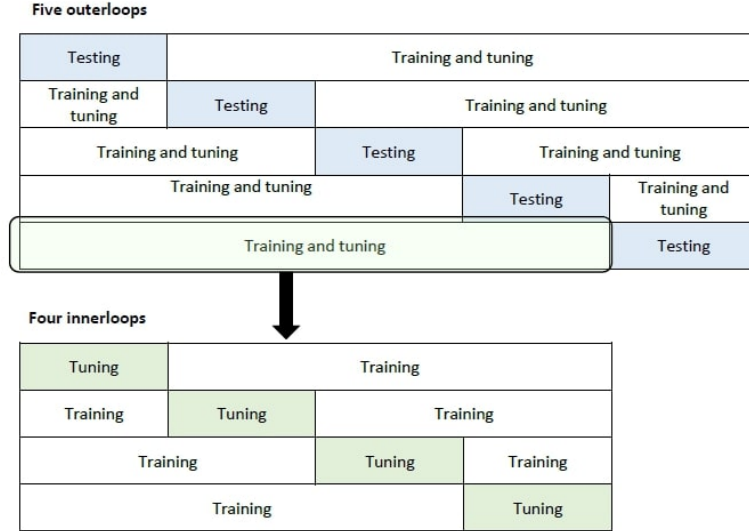 Five outerloops
Testing
Training and tuning
Training and
tuning
Testing
Training and tuning
Training and tuning
Testing
Training and tuning
Training and tuning
Testing
Training and
tuning
Training and tuning
Testing
Four innerloops
Tuning
Training
Training
Tuning
Training
Training
Tuning
Training
Training
Tuning